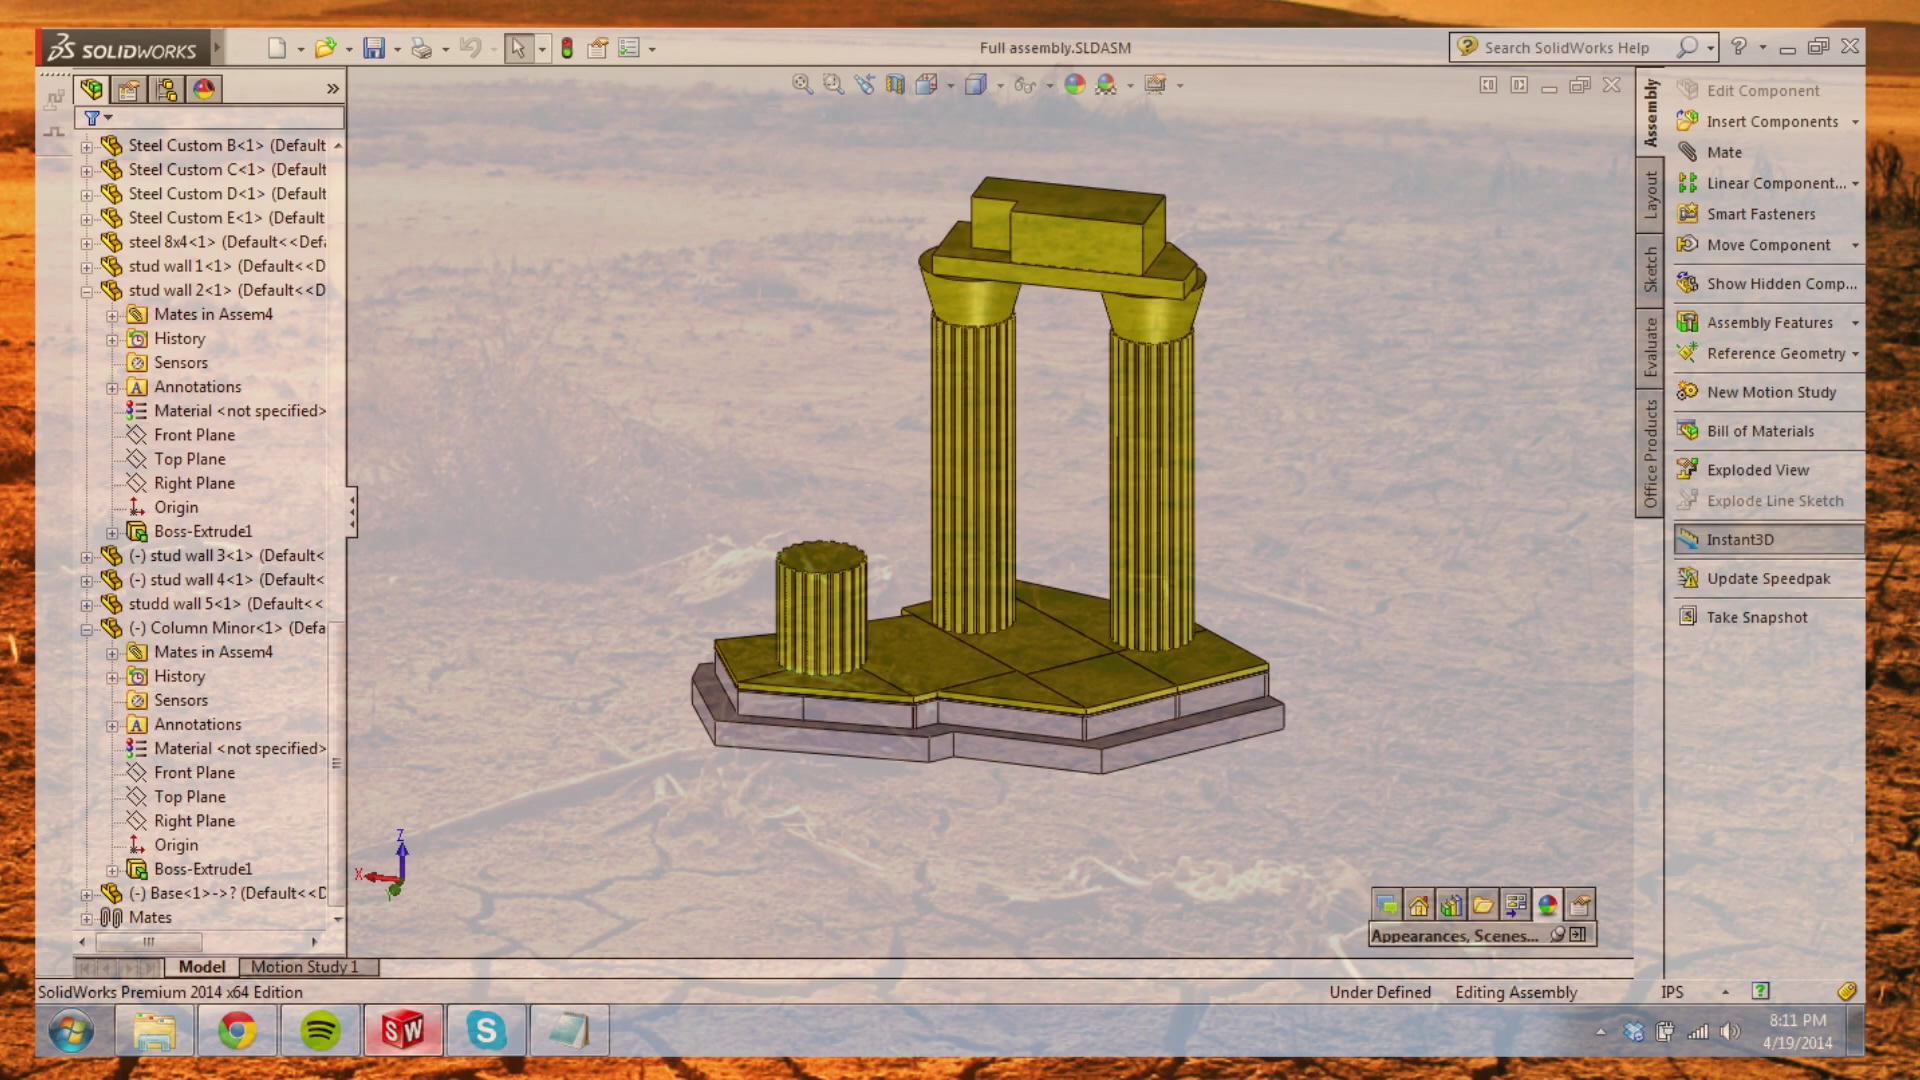 SOLIDWORKS
Full assembly.SLDASM
Search SolidWorks Help
Steel Custom B<1> (Default
Steel Custom C<1> (Default
Steel Custom D<1> (Default
Steel Custom E<1> (Default
steel 8x4<1> (Default<<Defa
stud wall 1<1> (Default<<D
stud wall 2<1> (Default<<D
Mates in Assem4
History
Sensors
Annotations
Material <not specified>
Front Plane
Top Plane
Right Plane
Origin
Boss-Extrude1
(-) stud wall 3<1> (Default<
(-) stud wall 4<1> (Default<
studd wall 5<1> (Default<<
(-) Column Minor<1> (Defa
Mates in Assem4
History
Sensors
Annotations
Material <not specified>
Front Plane
Top Plane
Right Plane
Origin
Boss-Extrude1
(-) Base<1>->? (Default<<D
Mates
Z
X
Y
Assembly
Layout
Sketch
Evaluate
Office Products
Edit Component
Insert Components
Mate
Linear Component...
Smart Fasteners
Move Component
Show Hidden Comp...
Assembly Features
Reference Geometry
New Motion Study
Bill of Materials
Exploded View
Explode Line Sketch
Instant3D
Update Speedpak
Take Snapshot
Appearances, Scenes...
Model
Motion Study 1
SolidWorks Premium 2014 x64 Edition
Under Defined
Editing Assembly
IPS
SW
S
8:11 PM
4/19/2014